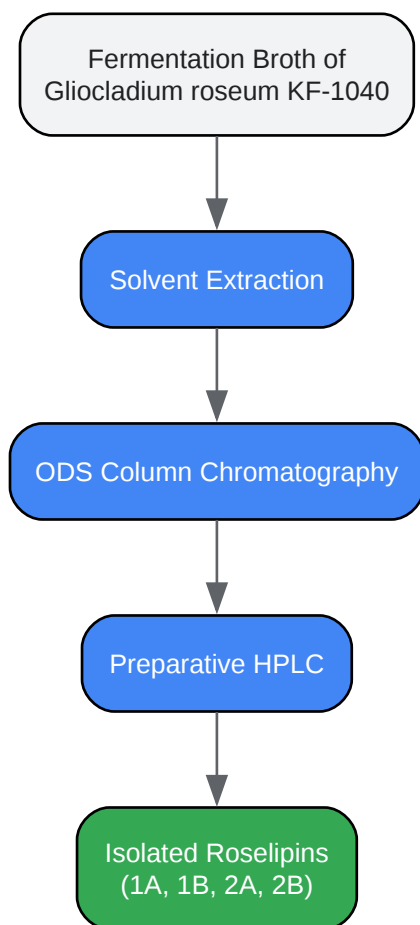 Fermentation Broth of
Gliocladium roseum KF-1040
Solvent Extraction
ODS Column Chromatography
Preparative HPLC
Isolated Roselipins
(1A, 1B, 2A, 2B)